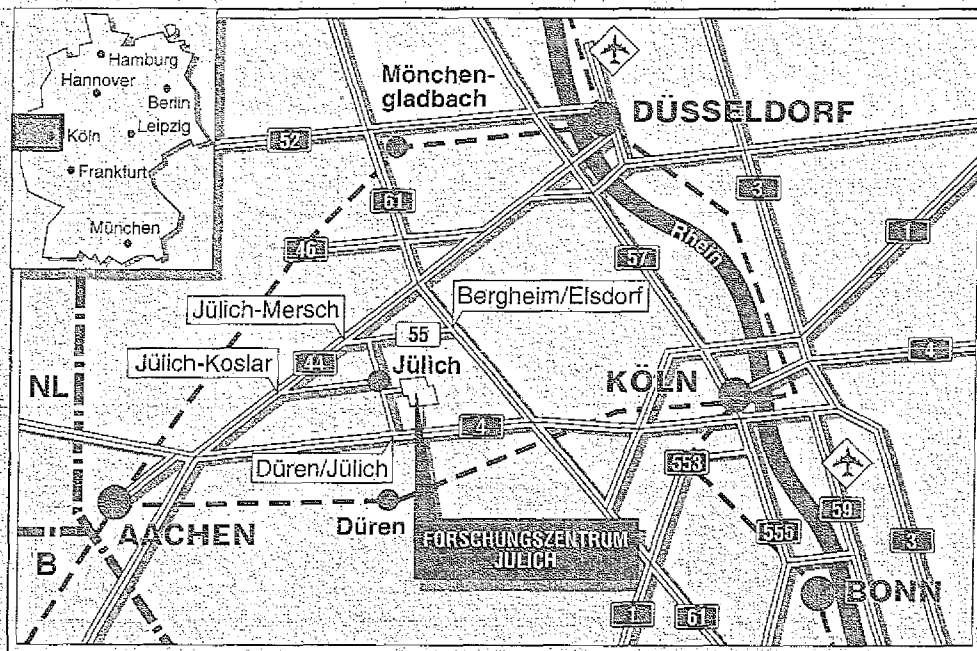 Hamburg
Hannover
Berlin
Leipzig
Köln
Frankfurt
München
Mönchen-
gladbach
DÜSSELDORF
52
61
3
1
46
57
Rhein
Jülich-Mersch
Bergheim/Elsdorf
55
44
Jülich-Koslar
Jülich
4
NL
KÖLN
4
Düren/Jülich
553
AACHEN
Düren
59
B
FORSCHUNGSZENTRUM
JÜLICH
555
3
BONN
1
61